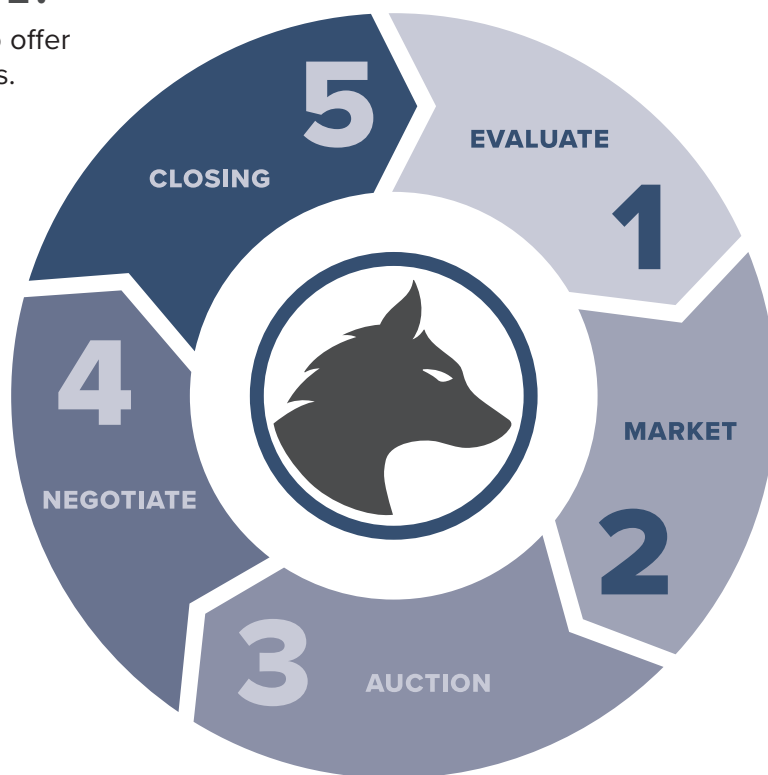 offer
s.
EVALUATE
1
MARKET
2
3
AUCTION
4
NEGOTIATE
5
CLOSING